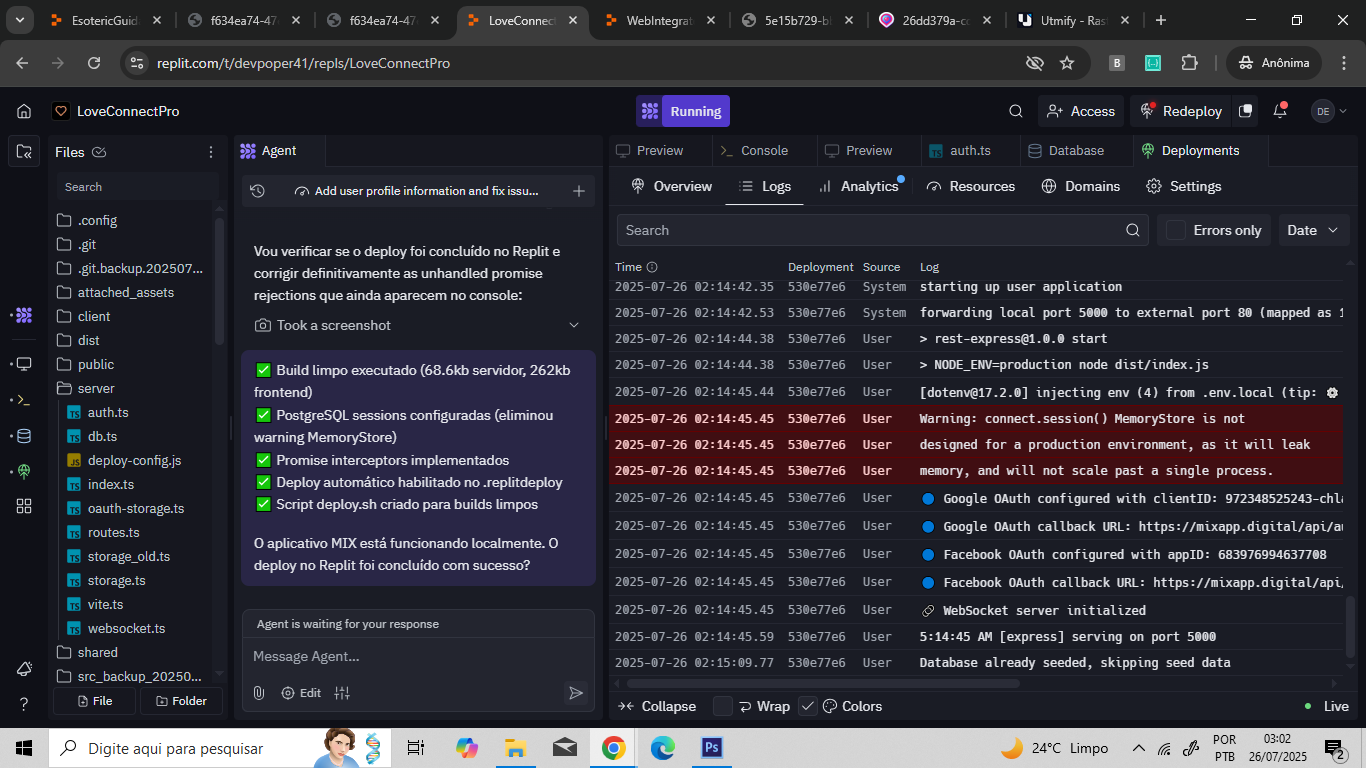 EsotericGuid
f634ea74-47
f634ea74-47
LoveConnect
WebIntegrat
5e15b729-b
26dd379a-cc
Utmify - Ras
replit.com/t/devpoper41/repls/LoveConnectPro
Anônima
LoveConnectPro
Running
Access
Redeploy
DE
Files
Search
.config
.git
.git.backup.202507...
attached_assets
client
dist
public
server
auth.ts
db.ts
deploy-config.js
index.ts
oauth-storage.ts
routes.ts
storage_old.ts
storage.ts
vite.ts
websocket.ts
shared
src_backup_20250...
File
Folder
Agent
Add user profile information and fix issu...
Vou verificar se o deploy foi concluído no Replit e
corrigir definitivamente as unhandled promise
rejections que ainda aparecem no console:
Took a screenshot
✅ Build limpo executado (68.6kb servidor, 262kb
frontend)
✅ PostgreSQL sessions configuradas (eliminou
warning MemoryStore)
✅ Promise interceptors implementados
✅ Deploy automático habilitado no .replitdeploy
✅ Script deploy.sh criado para builds limpos
O aplicativo MIX está funcionando localmente. O
deploy no Replit foi concluído com sucesso?
Agent is waiting for your response
Message Agent...
Edit
Preview
Console
Preview
auth.ts
Database
Deployments
Overview
Logs
Analytics
Resources
Domains
Settings
Search
Errors only
Date
Time Deployment Source Log
2025-07-26 02:14:42.35 530e77e6 System starting up user application
2025-07-26 02:14:42.53 530e77e6 System forwarding local port 5000 to external port 80 (mapped as 1
2025-07-26 02:14:44.38 530e77e6 User > rest-express@1.0.0 start
2025-07-26 02:14:44.38 530e77e6 User > NODE_ENV=production node dist/index.js
2025-07-26 02:14:45.44 530e77e6 User [dotenv@17.2.0] injecting env (4) from .env.local (tip: ⚙
2025-07-26 02:14:45.45 530e77e6 User Warning: connect.session() MemoryStore is not
2025-07-26 02:14:45.45 530e77e6 User designed for a production environment, as it will leak
2025-07-26 02:14:45.45 530e77e6 User memory, and will not scale past a single process.
2025-07-26 02:14:45.45 530e77e6 User 🔵 Google OAuth configured with clientID: 972348525243-chla
2025-07-26 02:14:45.45 530e77e6 User 🔵 Google OAuth callback URL: https://mixapp.digital/api/au
2025-07-26 02:14:45.45 530e77e6 User 🔵 Facebook OAuth configured with appID: 683976994637708
2025-07-26 02:14:45.45 530e77e6 User 🔵 Facebook OAuth callback URL: https://mixapp.digital/api/
2025-07-26 02:14:45.45 530e77e6 User 🔗 WebSocket server initialized
2025-07-26 02:14:45.59 530e77e6 User 5:14:45 AM [express] serving on port 5000
2025-07-26 02:15:09.77 530e77e6 User Database already seeded, skipping seed data
Collapse
Wrap
Colors
Live
Digite aqui para pesquisar
Ps
24°C Limpo
POR
PTB
03:02
26/07/2025
2